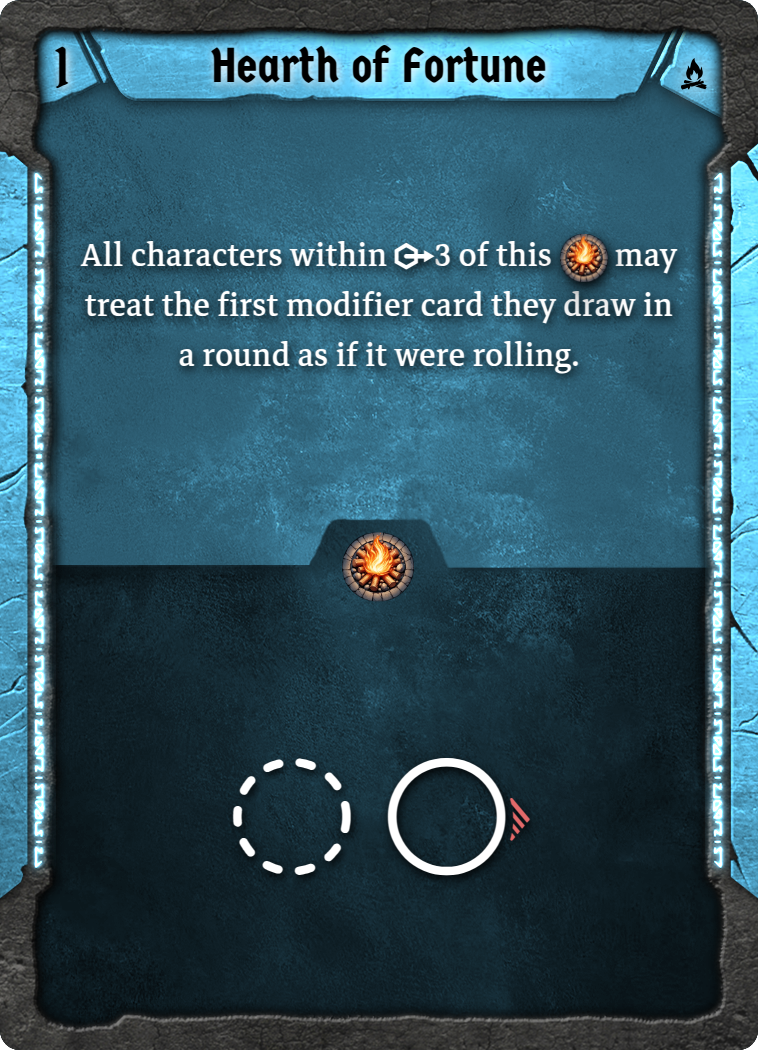 1
Hearth of Fortune
All characters within 3 of this may
treat the first modifier card they draw in
a round as if it were rolling.